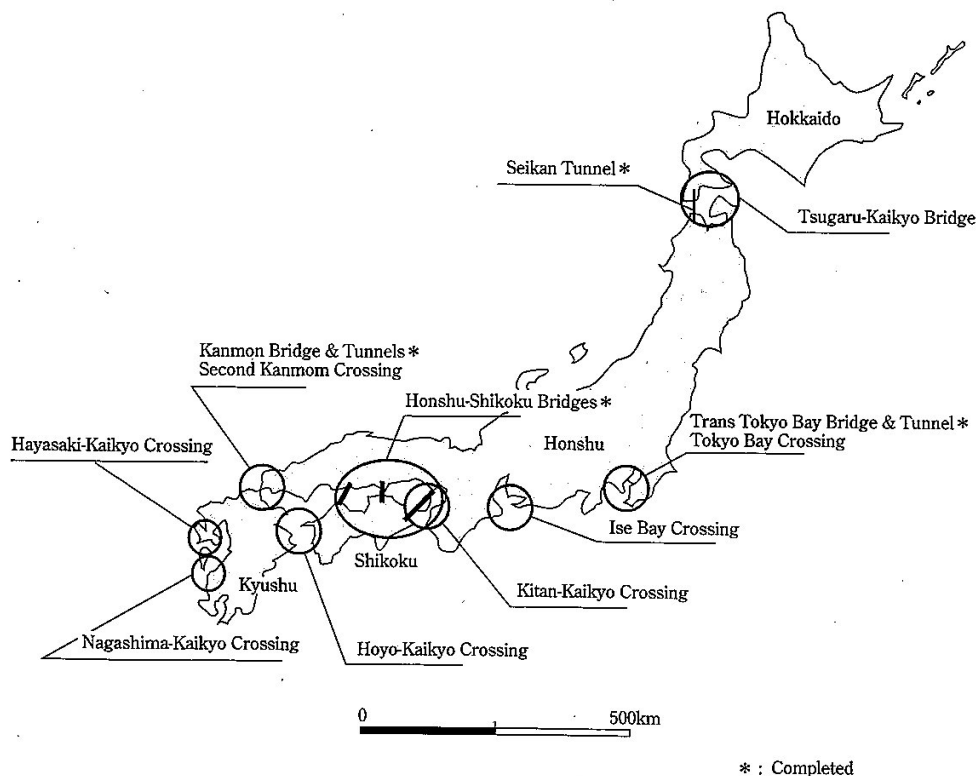 Hokkaido
Seikan Tunnel *
Tsugaru-Kaikyo Bridge
Kanmon Bridge & Tunnels *
Second Kanmom Crossing
Honshu-Shikoku Bridges *
Hayasaki-Kaikyo Crossing
Honshu
Trans Tokyo Bay Bridge & Tunnel *
Tokyo Bay Crossing
Ise Bay Crossing
Shikoku
Kyushu
Kitan-Kaikyo Crossing
Nagashima-Kaikyo Crossing
Hoyo-Kaikyo Crossing
0 500km
* : Completed